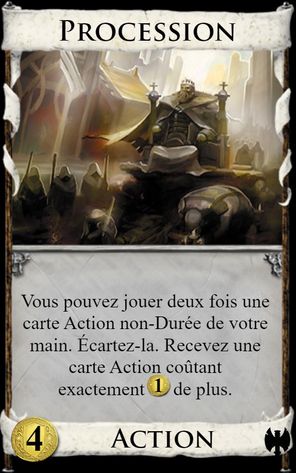 PROCESSION
Vous pouvez jouer deux fois une
carte Action non-Durée de votre
main. Écartez-la. Recevez une
carte Action coûtant
exactement 1 de plus.
4 ACTION